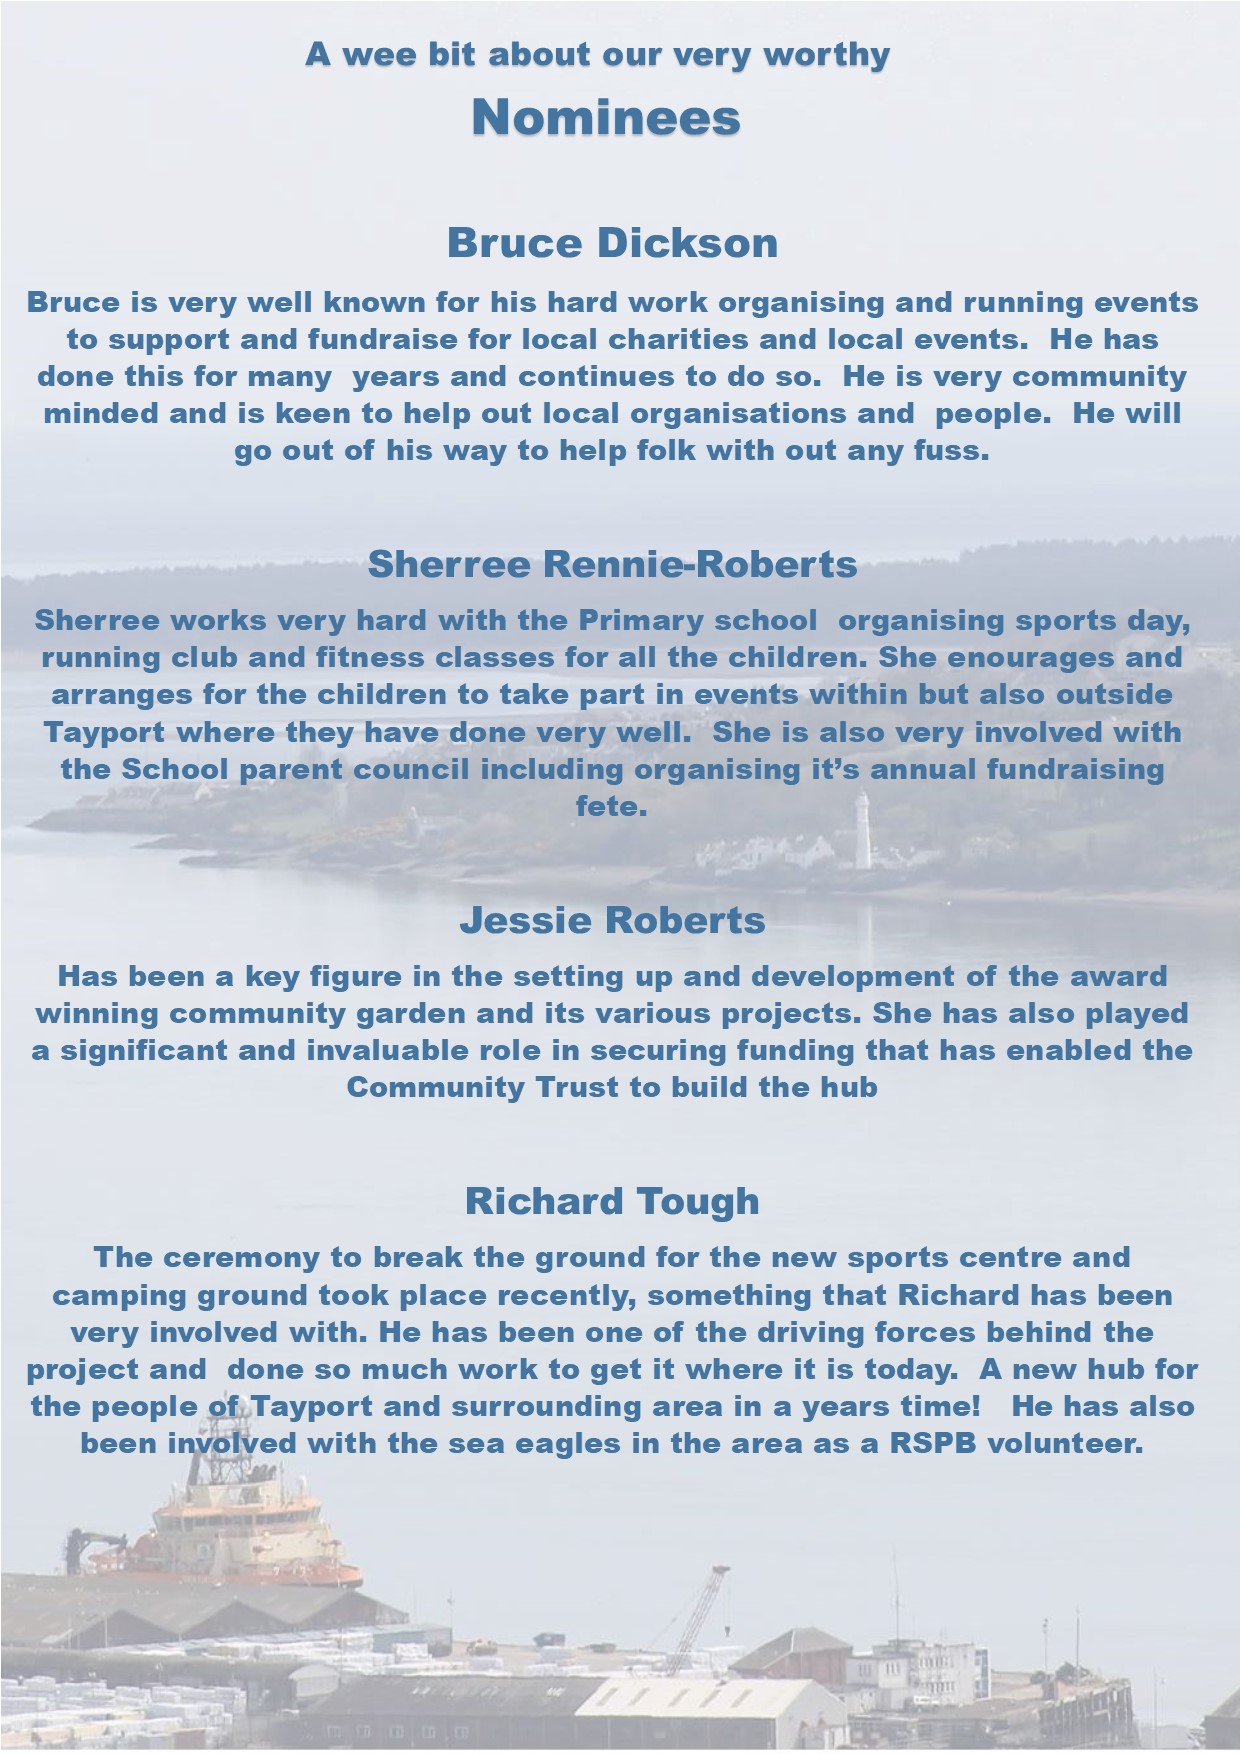 A wee bit about our very worthy
Nominees
Bruce Dickson
Bruce is very well known for his hard work organising and running events
to support and fundraise for local charities and local events.  He has
done this for many  years and continues to do so.  He is very community
minded and is keen to help out local organisations and  people.  He will
go out of his way to help folk with out any fuss.
Sherree Rennie-Roberts
Sherree works very hard with the Primary school  organising sports day,
running club and fitness classes for all the children. She enourages and
arranges for the children to take part in events within but also outside
Tayport where they have done very well.  She is also very involved with
the School parent council including organising it’s annual fundraising
fete.
Jessie Roberts
Has been a key figure in the setting up and development of the award
winning community garden and its various projects. She has also played
a significant and invaluable role in securing funding that has enabled the
Community Trust to build the hub
Richard Tough
The ceremony to break the ground for the new sports centre and
camping ground took place recently, something that Richard has been
very involved with. He has been one of the driving forces behind the
project and  done so much work to get it where it is today.  A new hub for
the people of Tayport and surrounding area in a years time!   He has also
been involved with the sea eagles in the area as a RSPB volunteer.